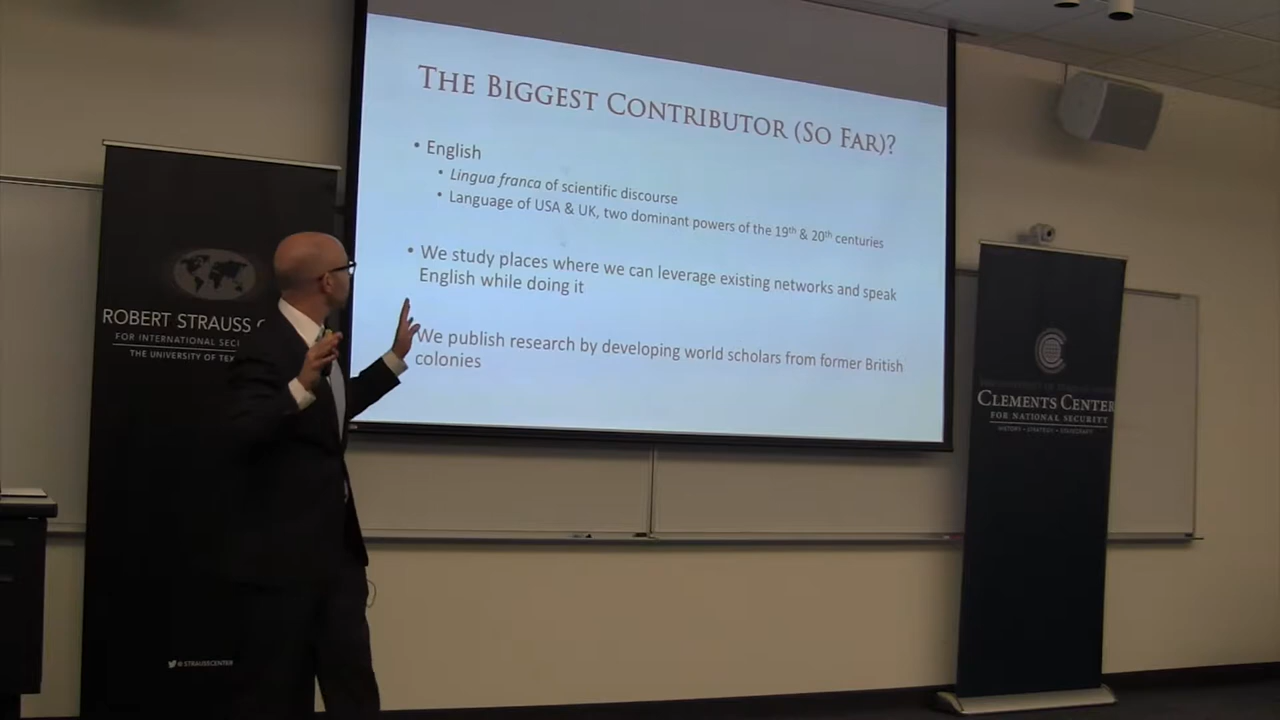 THE BIGGEST CONTRIBUTOR (SO FAR)?
• English
• Lingua franca of scientific discourse
• Language of USA & UK, two dominant powers of the 19th & 20th centuries
• We study places where we can leverage existing networks and speak
English while doing it
We publish research by developing world scholars from former British
colonies
ROBERT STRAUSS
FOR INTERNATIONAL SECI
THE UNIVERSITY OF TEX
@STRAUSSCENTER
CLEMENTS CENTER
FOR NATIONAL SECURITY
HISTORY • STRATEGY • STATECRAFT